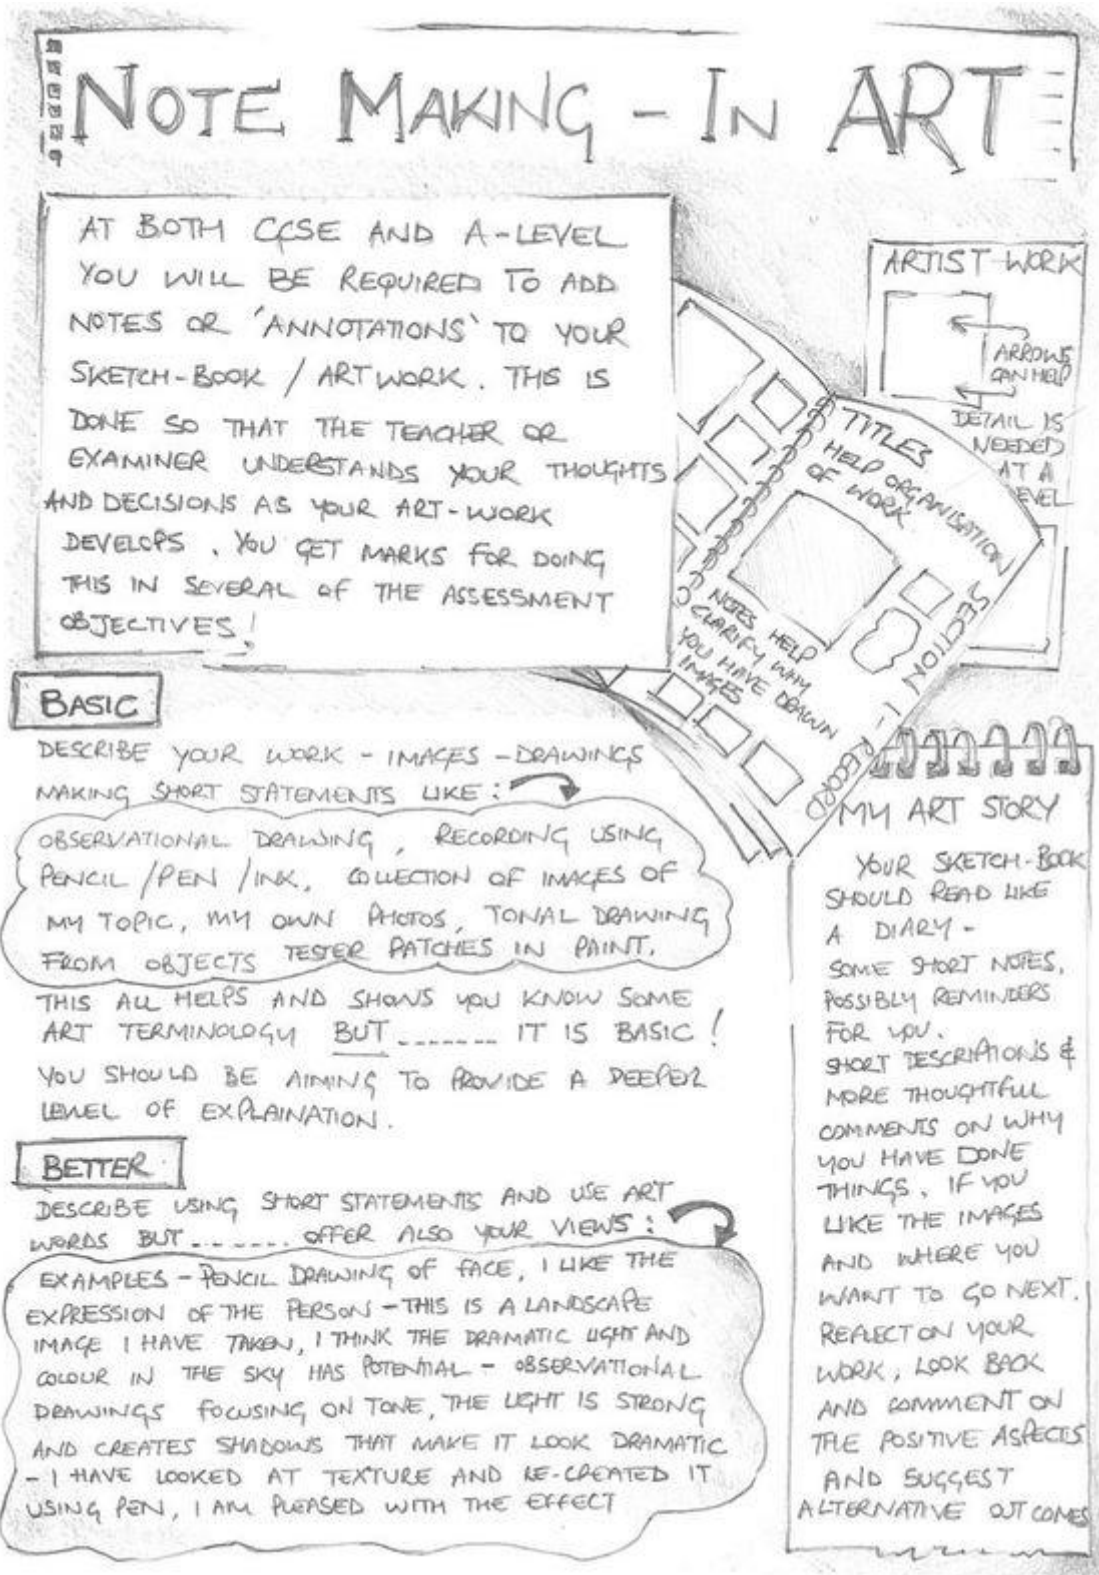 NOTE MAKING - IN ART
AT BOTH GCSE AND A-LEVEL
YOU WILL BE REQUIRED TO ADD
NOTES OR 'ANNOTATIONS' TO YOUR
SKETCH-BOOK / ARTWORK. THIS IS
DONE SO THAT THE TEACHER OR
EXAMINER UNDERSTANDS YOUR THOUGHTS
AND DECISIONS AS YOUR ART-WORK
DEVELOPS. YOU GET MARKS FOR DOING
THIS IN SEVERAL OF THE ASSESSMENT
OBJECTIVES!
ARTIST WORK
ARROWS
CAN HELP
DETAIL IS
NEEDED
AT A
LEVEL
TITLES
HELP ORGANISATION
OF WORK
NOTES HELP
CLARIFY WHY
YOU HAVE DRAWN
IMAGES
SECTION 1 - RECORD
BASIC
DESCRIBE YOUR WORK - IMAGES - DRAWINGS
MAKING SHORT STATEMENTS LIKE:
OBSERVATIONAL DRAWING, RECORDING USING
PENCIL/PEN/INK, COLLECTION OF IMAGES OF
MY TOPIC, MY OWN PHOTOS, TONAL DRAWING
FROM OBJECTS TESTER PATCHES IN PAINT.
THIS ALL HELPS AND SHOWS YOU KNOW SOME
ART TERMINOLOGY BUT ....... IT IS BASIC!
YOU SHOULD BE AIMING TO PROVIDE A DEEPER
LEVEL OF EXPLAINATION.
BETTER
DESCRIBE USING SHORT STATEMENTS AND USE ART
WORDS BUT ....... OFFER ALSO YOUR VIEWS:
EXAMPLES - PENCIL DRAWING OF FACE, I LIKE THE
EXPRESSION OF THE PERSON - THIS IS A LANDSCAPE
IMAGE I HAVE TAKEN, I THINK THE DRAMATIC LIGHT AND
COLOUR IN THE SKY HAS POTENTIAL - OBSERVATIONAL
DRAWINGS FOCUSING ON TONE, THE LIGHT IS STRONG
AND CREATES SHADOWS THAT MAKE IT LOOK DRAMATIC
- I HAVE LOOKED AT TEXTURE AND RE-CREATED IT
USING PEN, I AM PLEASED WITH THE EFFECT
MY ART STORY
YOUR SKETCH-BOOK
SHOULD READ LIKE
A DIARY -
SOME SHORT NOTES,
POSSIBLY REMINDERS
FOR YOU.
SHORT DESCRIPTIONS &
MORE THOUGHTFULL
COMMENTS ON WHY
YOU HAVE DONE
THINGS. IF YOU
LIKE THE IMAGES
AND WHERE YOU
WANT TO GO NEXT.
REFLECT ON YOUR
WORK, LOOK BACK
AND COMMENT ON
THE POSITIVE ASPECTS
AND SUGGEST
ALTERNATIVE OUTCOMES